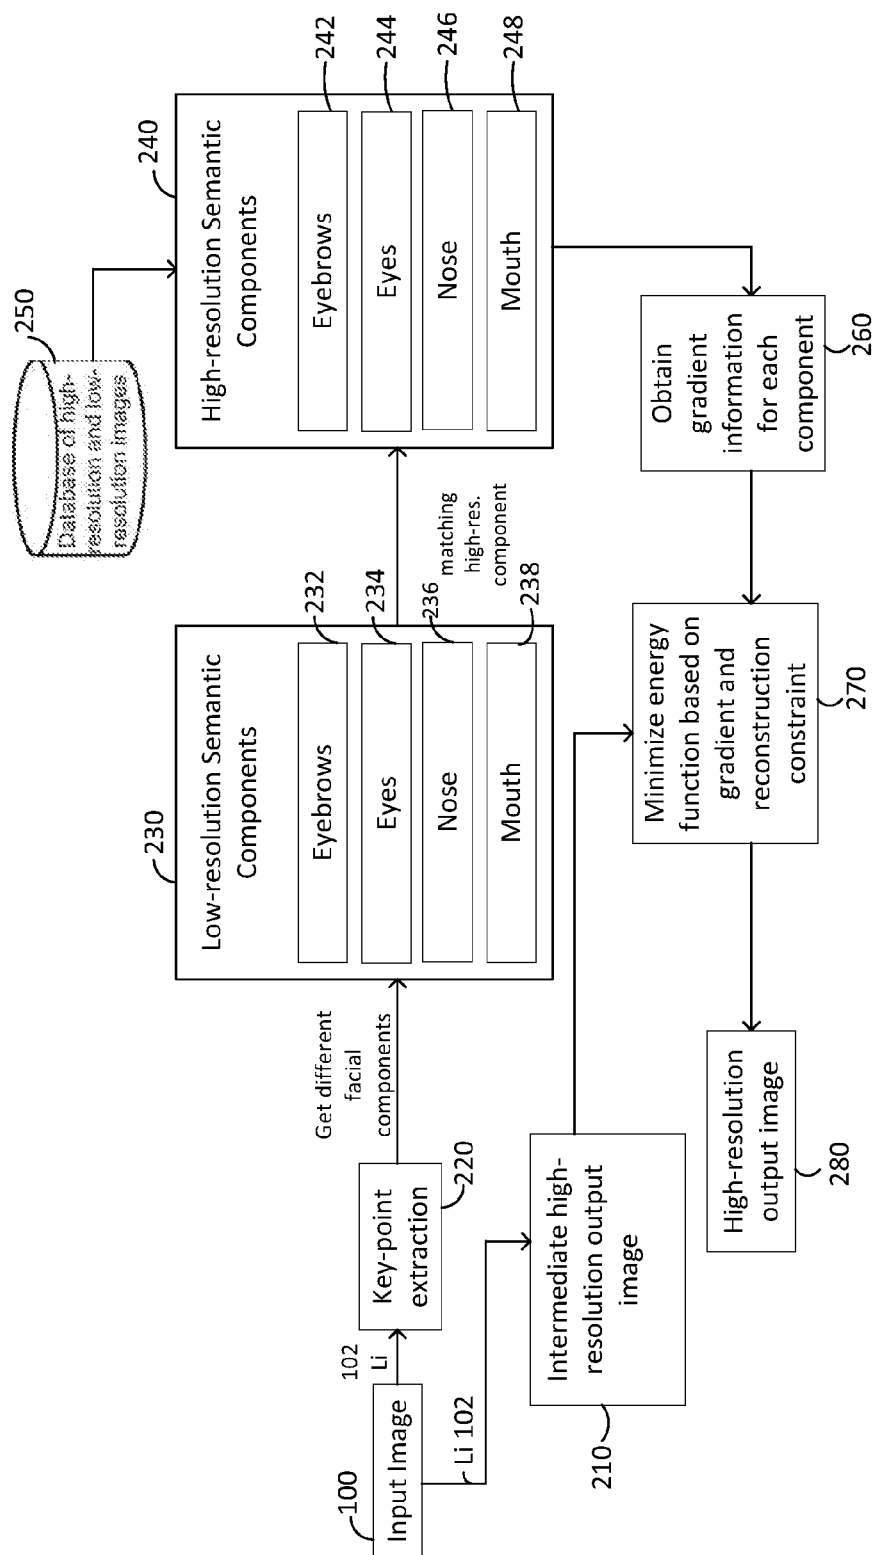 100
Input Image
102
Li
Li 102
Key-point
extraction
220
Get different
facial
components
230
Low-resolution Semantic
Components
Eyebrows
232
Eyes
234
Nose
236
Mouth
238
matching
high-res.
component
250
Database of high-
resolution and low-
resolution images
240
High-resolution Semantic
Components
Eyebrows
242
Eyes
244
Nose
246
Mouth
248
Intermediate high-
resolution output
image
210
Obtain
gradient
information
for each
component
260
Minimize energy
function based on
gradient and
reconstruction
constraint
270
High-resolution
output image
280